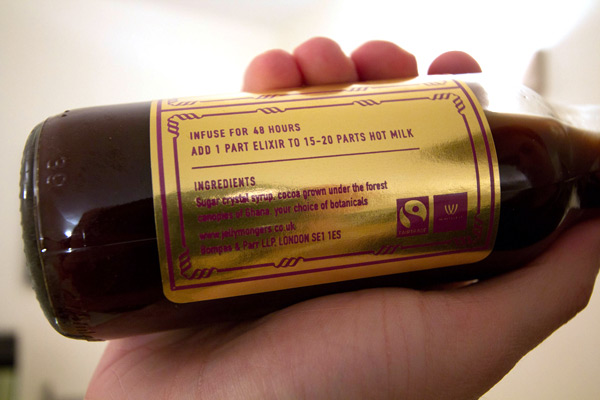 INFUSE FOR 48 HOURS
ADD 1 PART ELIXIR TO 15-20 PARTS HOT MILK
INGREDIENTS
Sugar crystal syrup, cocoa grown under the forest
canopies of Ghana, your choice of botanicals
www.jellymongers.co.uk
Bompas & Parr LLP, LONDON SE1 1ES
FAIRTRADE
30